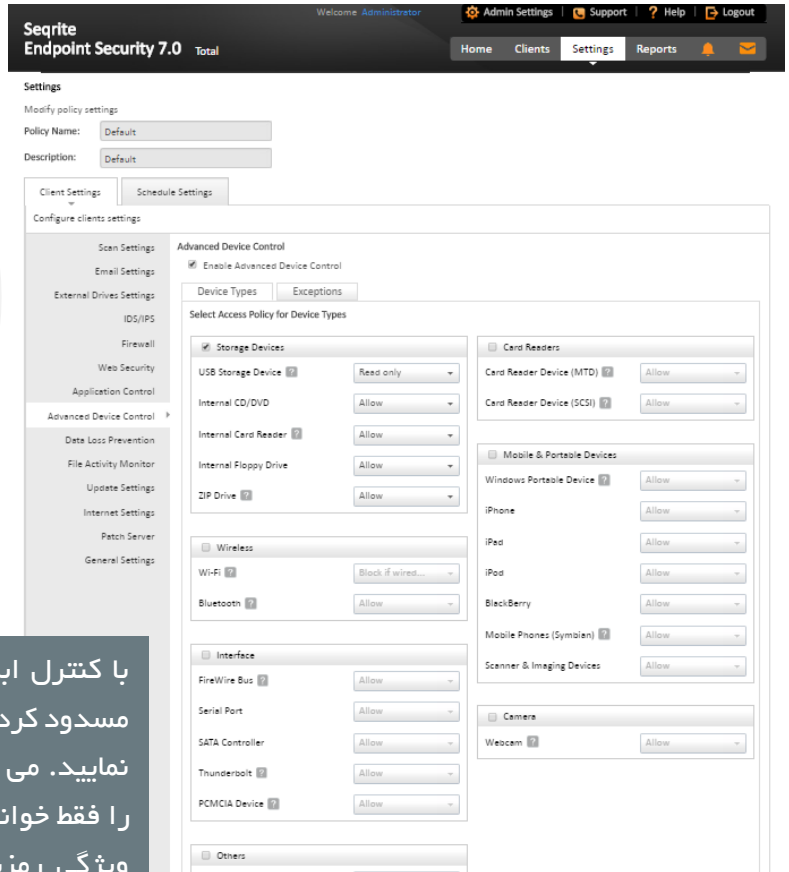 Welcome Administrator
Admin Settings | Support | ? Help | Logout
Seqrite
Endpoint Security 7.0 Total
Home Clients Settings Reports
Settings
Modify policy settings
Policy Name: Default
Description: Default
Client Settings Schedule Settings
Configure clients settings
Scan Settings
Email Settings
External Drives Settings
IDS/IPS
Firewall
Web Security
Application Control
Advanced Device Control
Data Loss Prevention
File Activity Monitor
Update Settings
Internet Settings
Patch Server
General Settings
Advanced Device Control
Enable Advanced Device Control
Device Types Exceptions
Select Access Policy for Device Types
Storage Devices
USB Storage Device ? Read only
Internal CD/DVD Allow
Internal Card Reader ? Allow
Internal Floppy Drive Allow
ZIP Drive ? Allow
Wireless
Wi-Fi ? Block if wired...
Bluetooth ? Allow
Interface
FireWire Bus ? Allow
Serial Port Allow
SATA Controller Allow
Thunderbolt ? Allow
PCMCIA Device ? Allow
Others
Card Readers
Card Reader Device (MTD) ? Allow
Card Reader Device (SCSI) ? Allow
Mobile & Portable Devices
Windows Portable Device ? Allow
iPhone Allow
iPad Allow
iPod Allow
BlackBerry Allow
Mobile Phones (Symbian) ? Allow
Scanner & Imaging Devices Allow
Camera
Webcam ? Allow
با کنترل
مسدود کرد
نمایید. می
را فقط
ویژگی